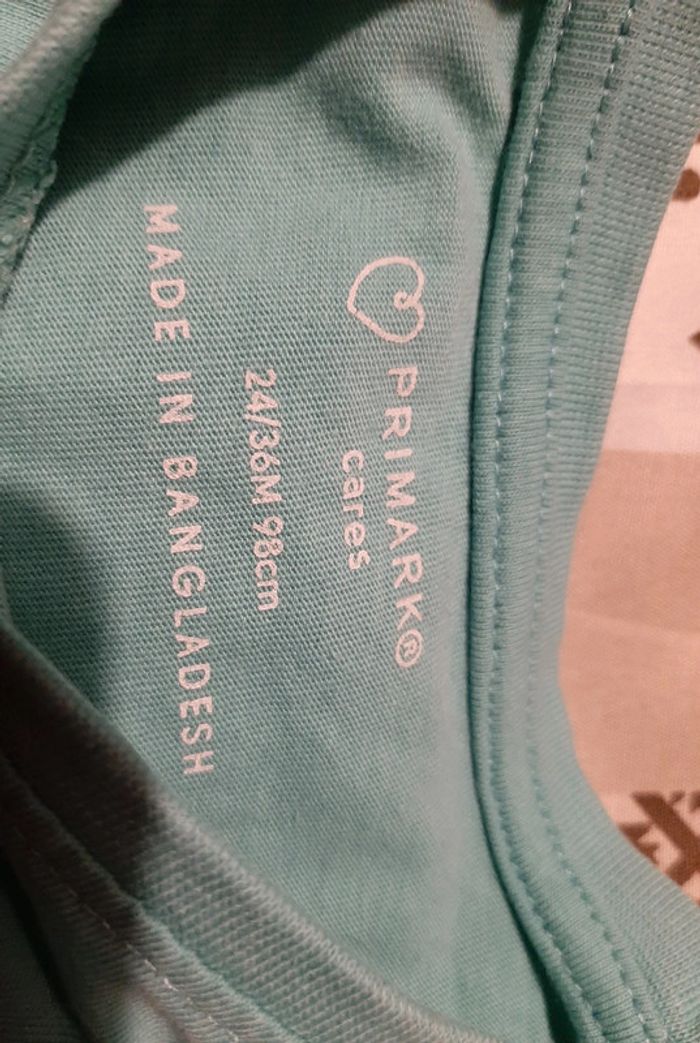 PRIMARK®
cares
24/36M 98cm
MADE IN BANGLADESH